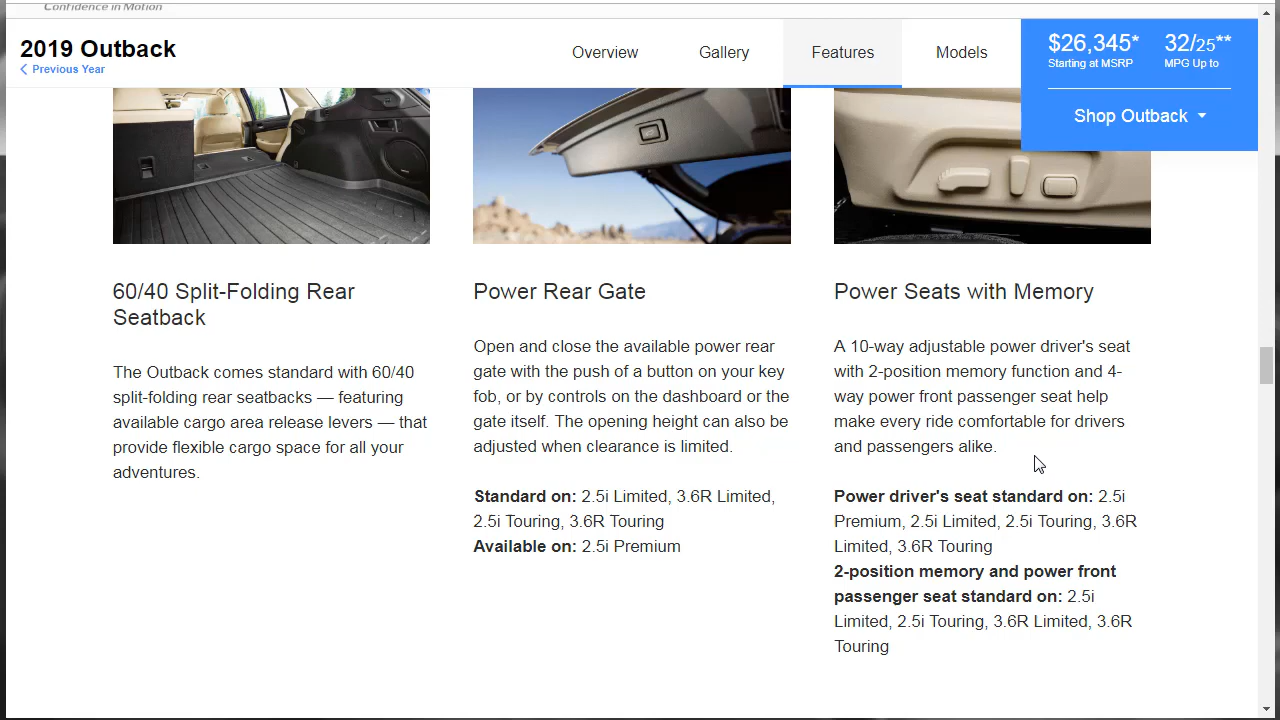 Confidence in Motion
2019 Outback
Previous Year
Overview
Gallery
Features
Models
$26,345*
Starting at MSRP
32/25**
MPG Up to
Shop Outback
60/40 Split-Folding Rear
Seatback
The Outback comes standard with 60/40
split-folding rear seatbacks — featuring
available cargo area release levers — that
provide flexible cargo space for all your
adventures.
Power Rear Gate
Open and close the available power rear
gate with the push of a button on your key
fob, or by controls on the dashboard or the
gate itself. The opening height can also be
adjusted when clearance is limited.
Standard on: 2.5i Limited, 3.6R Limited,
2.5i Touring, 3.6R Touring
Available on: 2.5i Premium
Power Seats with Memory
A 10-way adjustable power driver's seat
with 2-position memory function and 4-
way power front passenger seat help
make every ride comfortable for drivers
and passengers alike.
Power driver's seat standard on: 2.5i
Premium, 2.5i Limited, 2.5i Touring, 3.6R
Limited, 3.6R Touring
2-position memory and power front
passenger seat standard on: 2.5i
Limited, 2.5i Touring, 3.6R Limited, 3.6R
Touring